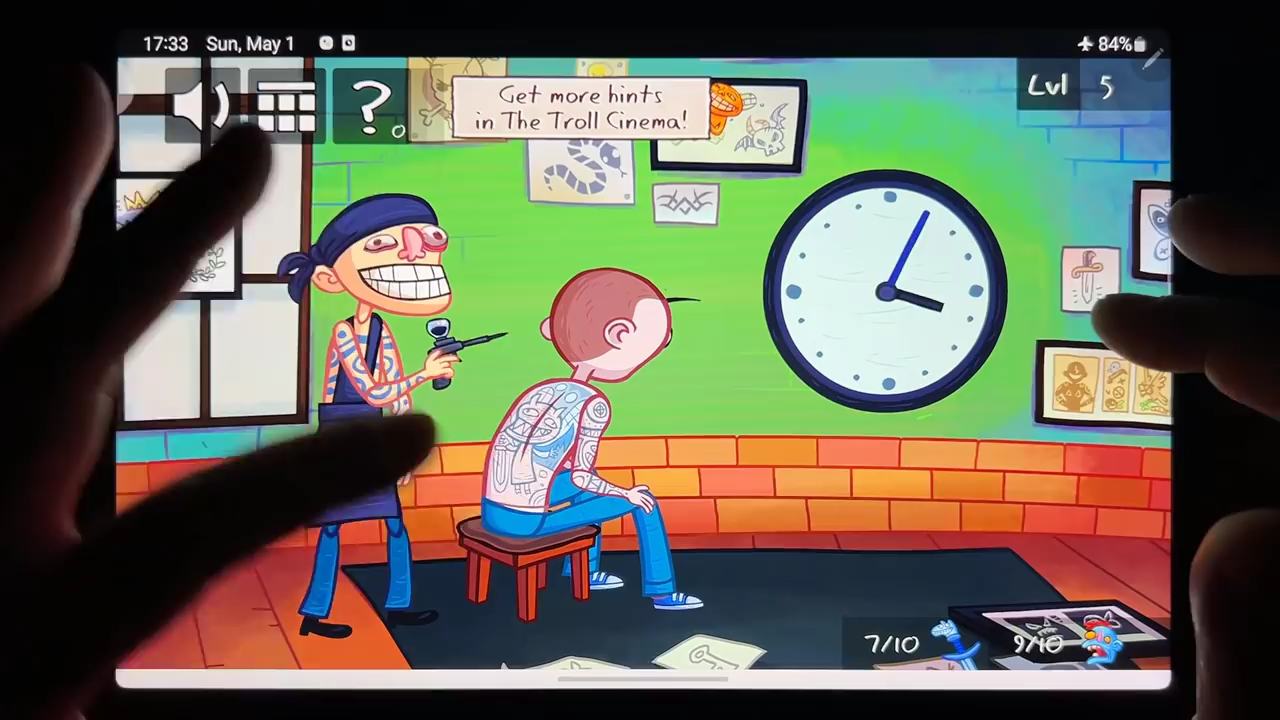 17:33 Sun, May 1
84%
Get more hints
in The Troll Cinema!
Lvl 5
?
7/10
9/10